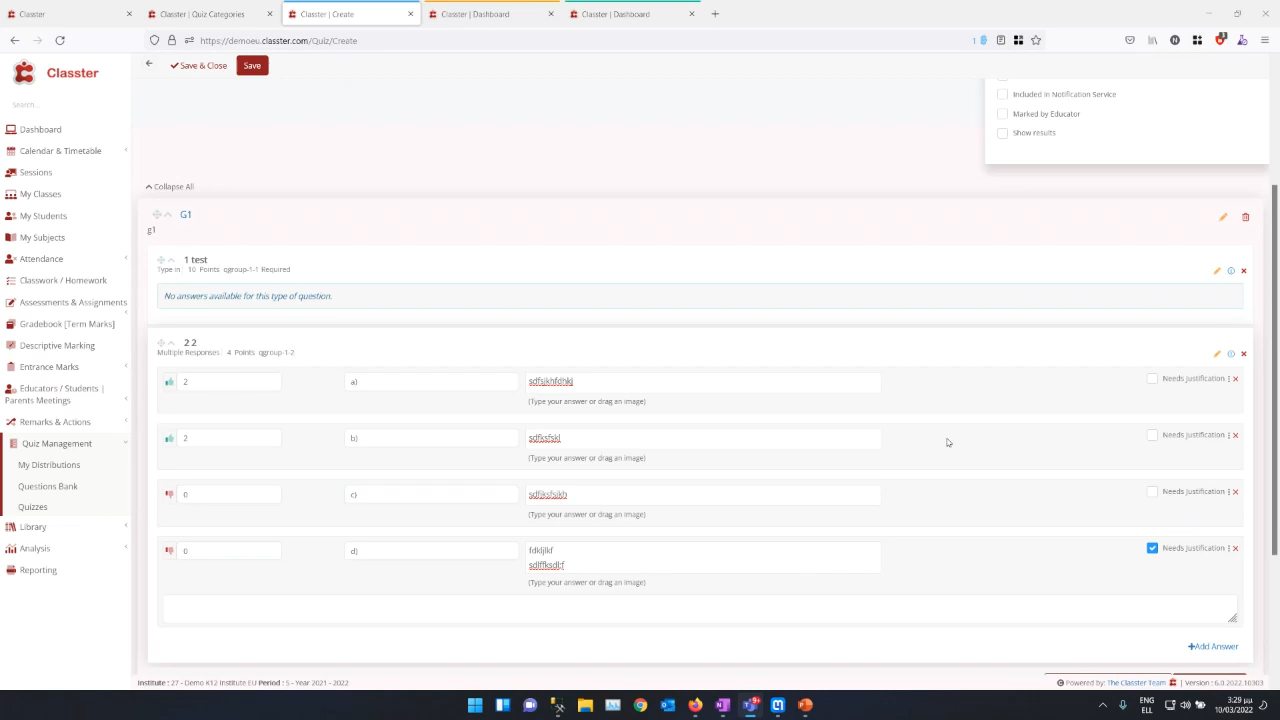 Classter
Classter | Quiz Categories
Classter | Create
Classter | Dashboard
Classter | Dashboard
https://demoeu.classter.com/Quiz/Create
1
Classter
Save & Close
Save
Search...
Included in Notification Service
Marked by Educator
Show results
Dashboard
Calendar & Timetable
Sessions
My Classes
My Students
My Subjects
Attendance
Classwork / Homework
Assessments & Assignments
Gradebook [Term Marks]
Descriptive Marking
Entrance Marks
Educators / Students |
Parents Meetings
Remarks & Actions
Quiz Management
My Distributions
Questions Bank
Quizzes
Library
Analysis
Reporting
Collapse All
G1
g1
1 test
Type in 10 Points qgroup-1-1 Required
No answers available for this type of question.
2 2
Multiple Responses 4 Points qgroup-1-2
2 a) sdfsjkhfdhkj Needs Justification
(Type your answer or drag an image)
2 b) sdfksfskl Needs Justification
(Type your answer or drag an image)
0 c) sdfjksfsjkh Needs Justification
(Type your answer or drag an image)
0 d) fdkljlkf Needs Justification
sdlffksdl;f
(Type your answer or drag an image)
Add Answer
Institute : 27 - Demo K12 Institute EU Period : 5 - Year 2021 - 2022
Powered by: The Classter Team | Version : 6.0.2022.10303
ENG
ELL
3:29 μμ
10/03/2022